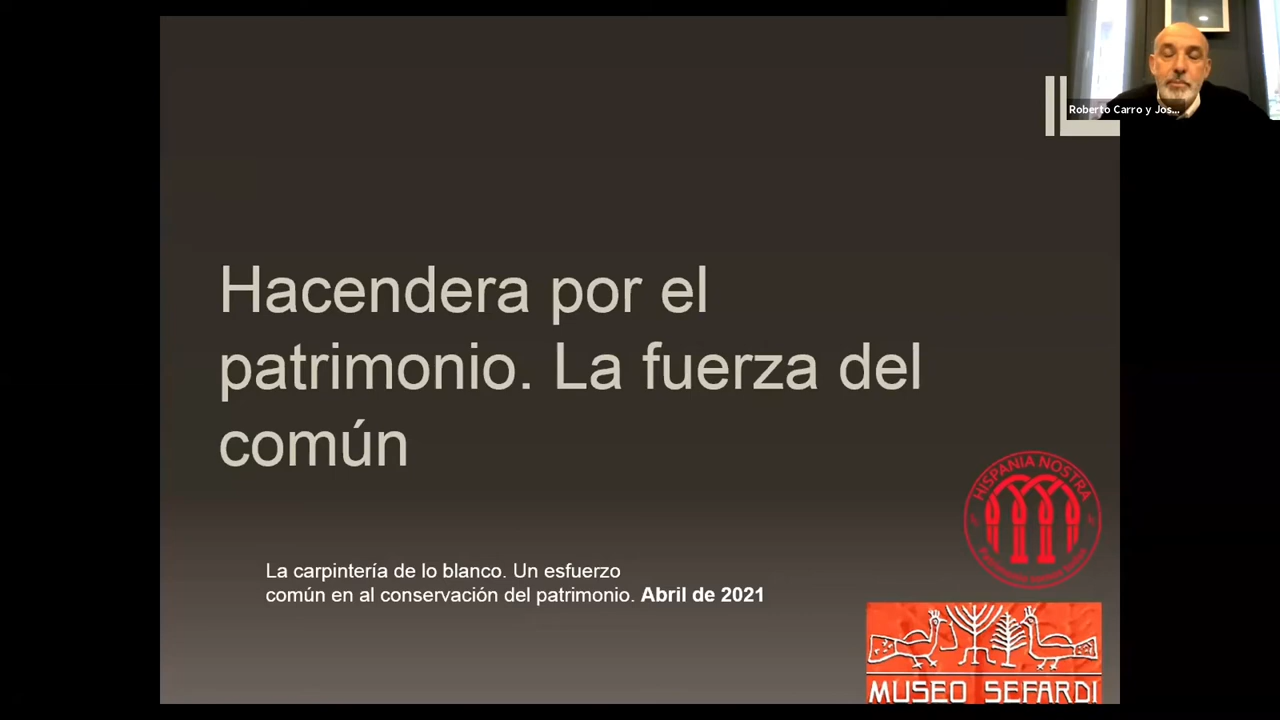 Roberto Carro y Jos...
Hacendera por el
patrimonio. La fuerza del
común
HISPANIA NOSTRA
La carpintería de lo blanco. Un esfuerzo
común en al conservación del patrimonio. Abril de 2021
MUSEO SEFARDI